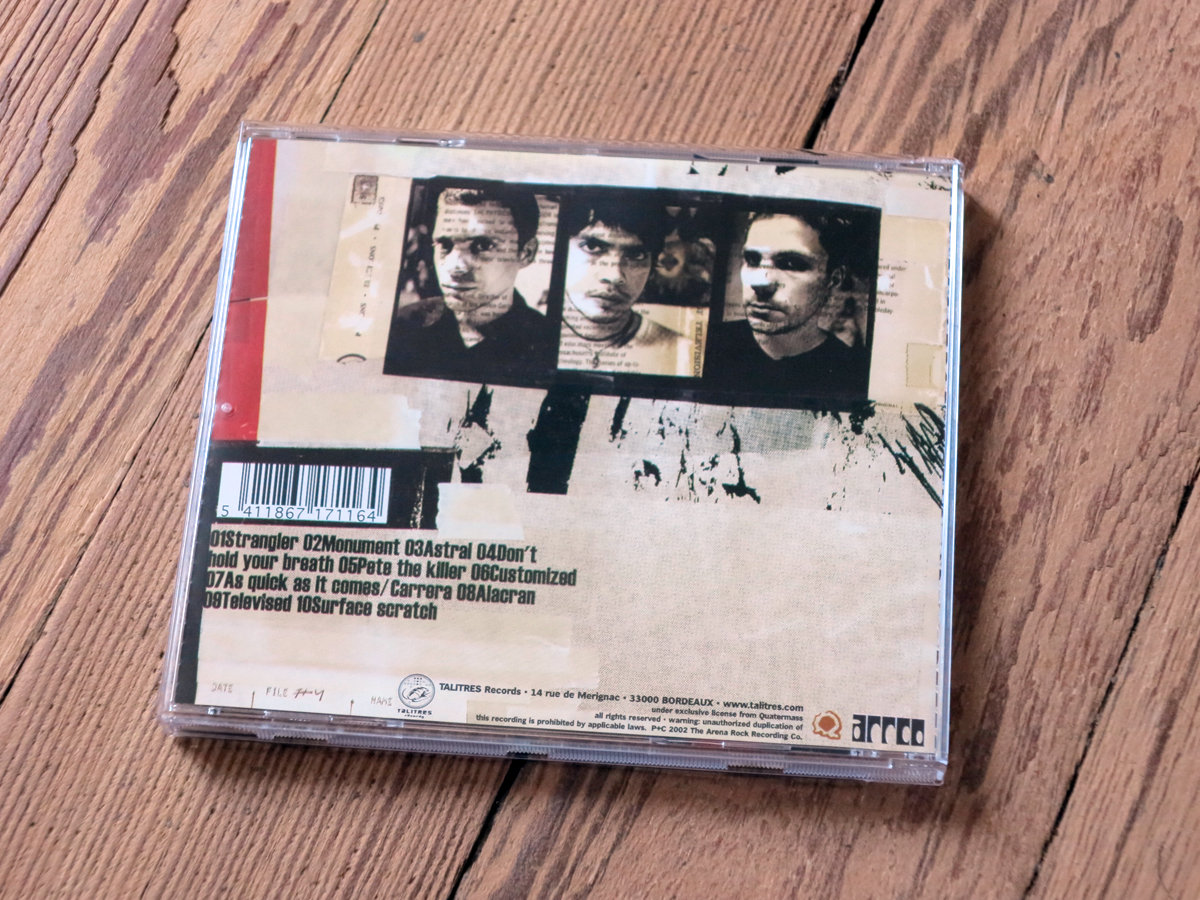 TELEVISION
5 411867 171164
01Strangler 02Monument 03Astral 04Don't
hold your breath 05Pete the killer 06Customized
07As quick as it comes/Carrera 08Alacran
09Televised 10Surface scratch
DATE FILE
NAME
TALITRES
TALITRES Records • 14 rue de Merignac • 33000 BORDEAUX • www.talitres.com
under exclusive license from Quatermass
all rights reserved • warning: unauthorized duplication of
this recording is prohibited by applicable laws. P+C 2002 The Arena Rock Recording Co.
arrco